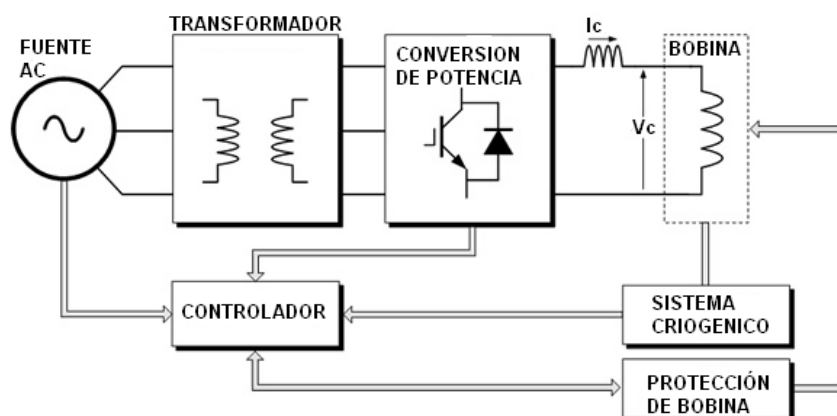 FUENTE
AC
TRANSFORMADOR
CONVERSION
DE POTENCIA
Ic
Vc
BOBINA
CONTROLADOR
SISTEMA
CRIOGENICO
PROTECCIÓN
DE BOBINA